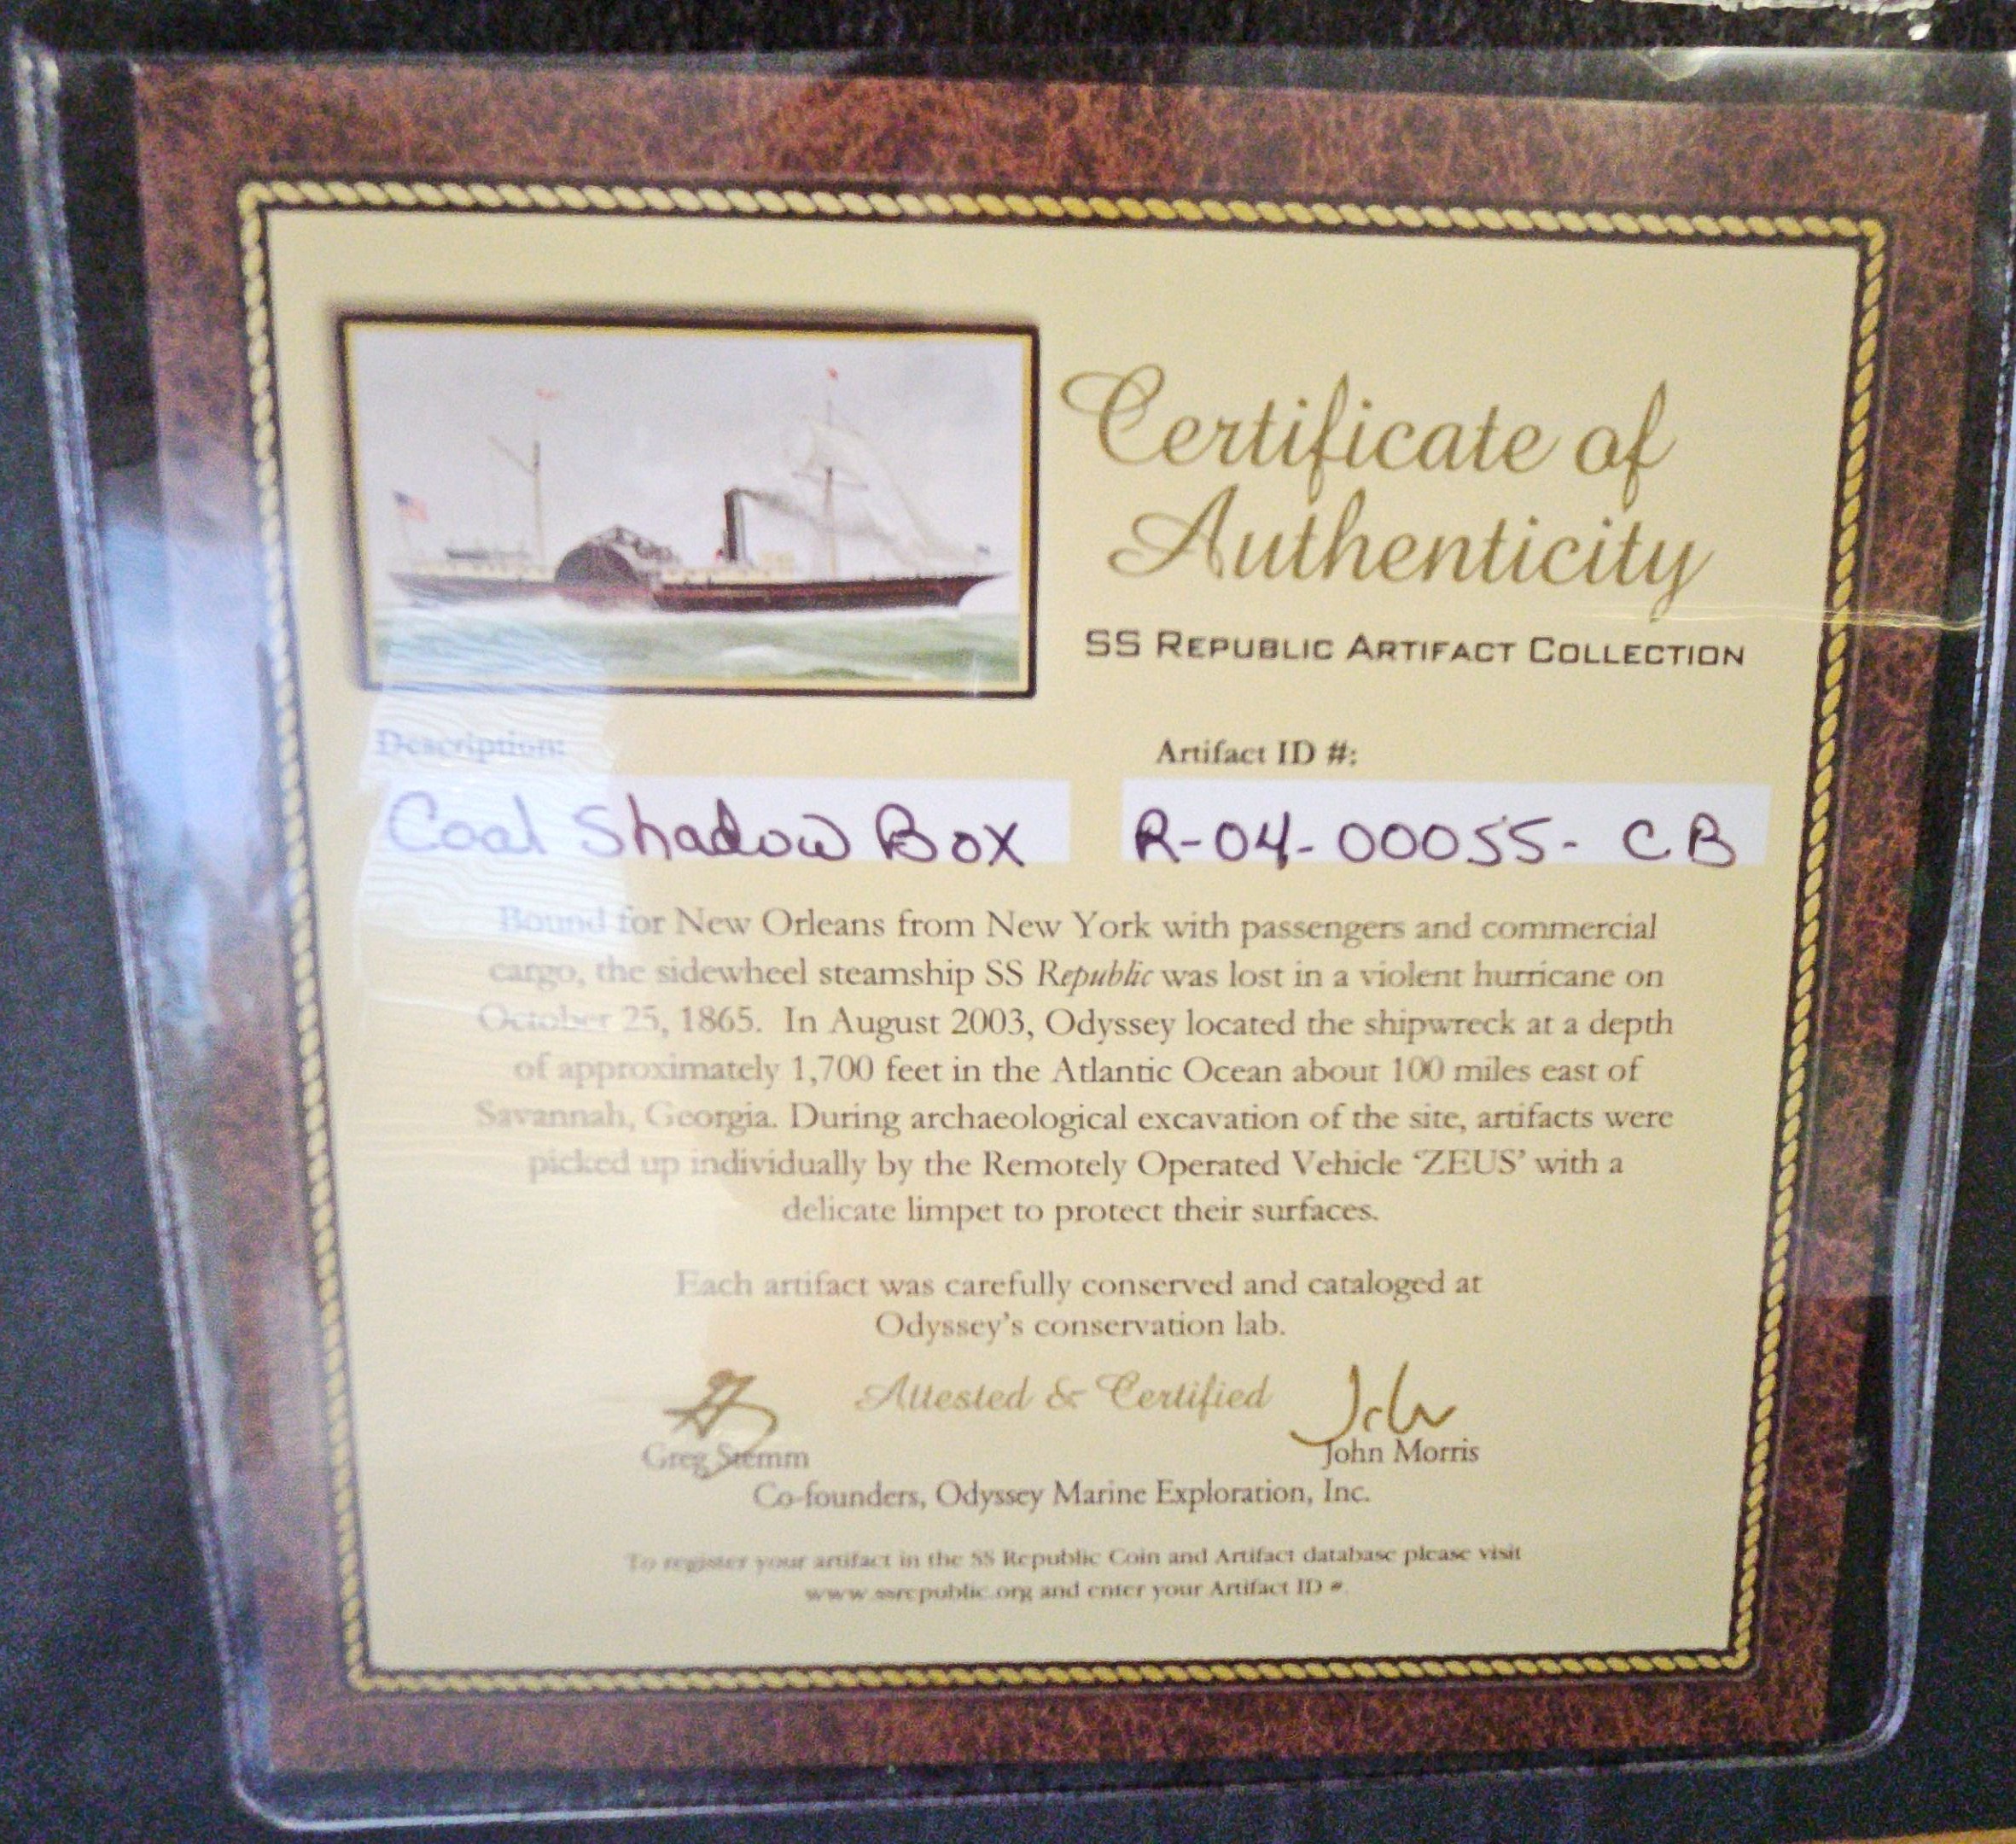 Certificate of
Authenticity
SS REPUBLIC ARTIFACT COLLECTION
Description:
Artifact ID #:
Coal Shadow Box
R-04-00055-CB
Bound for New Orleans from New York with passengers and commercial
cargo, the sidewheel steamship SS Republic was lost in a violent hurricane on
October 25, 1865. In August 2003, Odyssey located the shipwreck at a depth
of approximately 1,700 feet in the Atlantic Ocean about 100 miles east of
Savannah, Georgia. During archaeological excavation of the site, artifacts were
picked up individually by the Remotely Operated Vehicle ‘ZEUS’ with a
delicate limpet to protect their surfaces.
Each artifact was carefully conserved and cataloged at
Odyssey’s conservation lab.
Attested & Certified
Greg Stemm
John Morris
Co-founders, Odyssey Marine Exploration, Inc.
To register your artifact in the SS Republic Coin and Artifact database please visit
www.ssrepublic.org and enter your Artifact ID #.